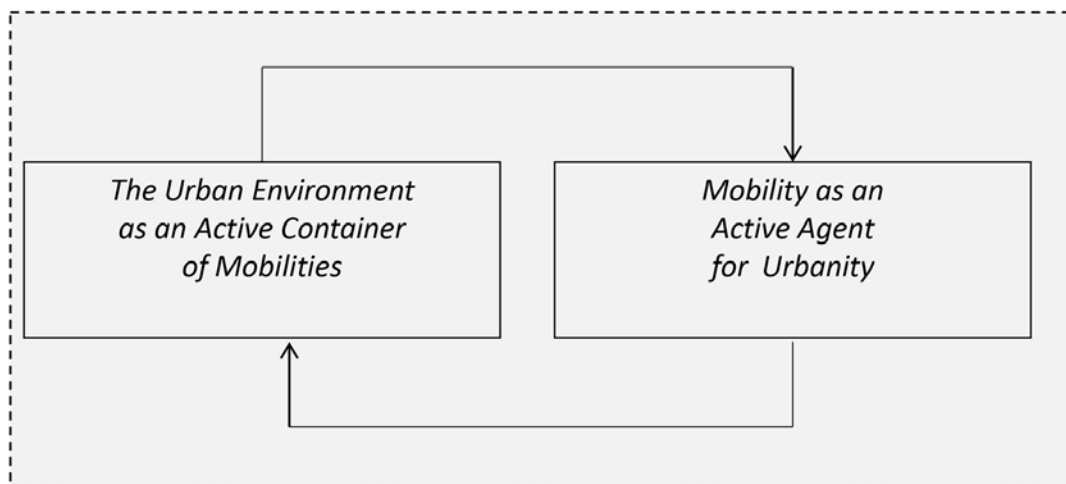 The Urban Environment
as an Active Container
of Mobilities
Mobility as an
Active Agent
for Urbanity